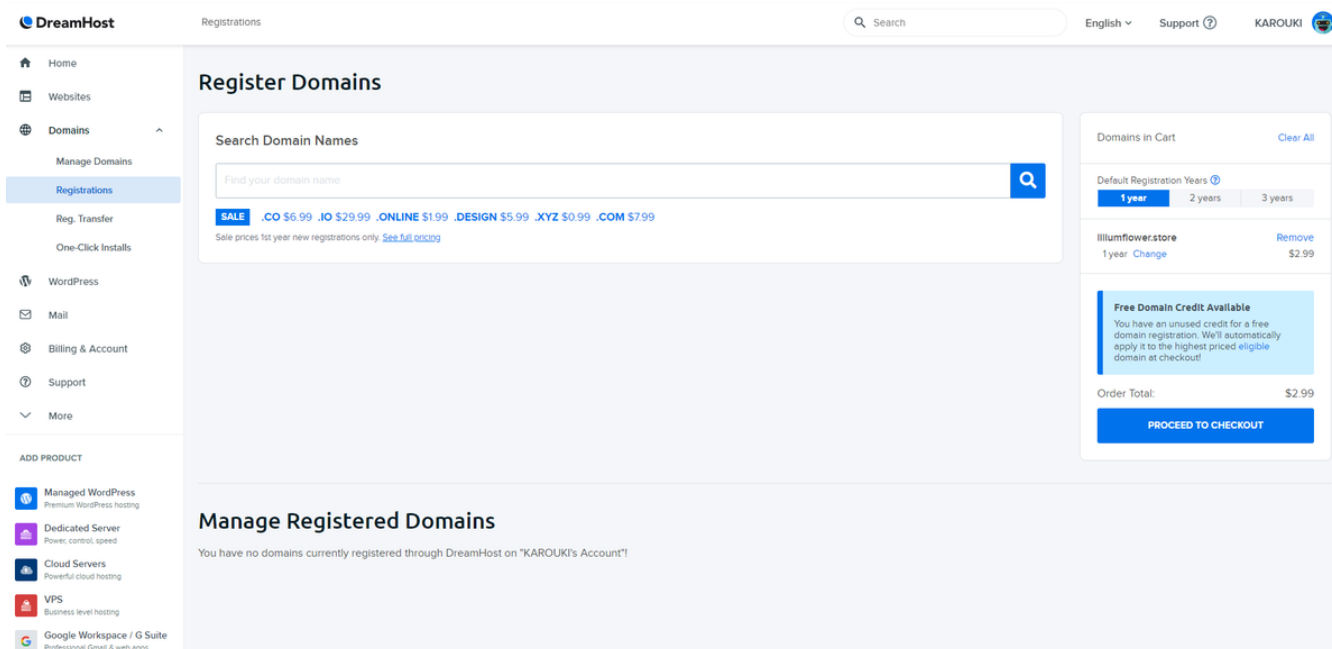 DreamHost
Registrations
Search
English
Support
KAROUKI
Home
Websites
Domains
Manage Domains
Registrations
Reg. Transfer
One-Click Installs
WordPress
Mail
Billing & Account
Support
More
ADD PRODUCT
Managed WordPress
Premium WordPress hosting
Dedicated Server
Power, control, speed
Cloud Servers
Powerful cloud hosting
VPS
Business level hosting
Google Workspace / G Suite
Professional Gmail & web apps
Register Domains
Search Domain Names
Find your domain name
SALE .CO $6.99 .IO $29.99 .ONLINE $1.99 .DESIGN $5.99 .XYZ $0.99 .COM $7.99
Sale prices 1st year new registrations only. See full pricing
Domains in Cart Clear All
Default Registration Years
1 year 2 years 3 years
lillumflower.store Remove
1 year Change $2.99
Free Domain Credit Available
You have an unused credit for a free
domain registration. We'll automatically
apply it to the highest priced eligible
domain at checkout!
Order Total: $2.99
PROCEED TO CHECKOUT
Manage Registered Domains
You have no domains currently registered through DreamHost on "KAROUKI's Account"!